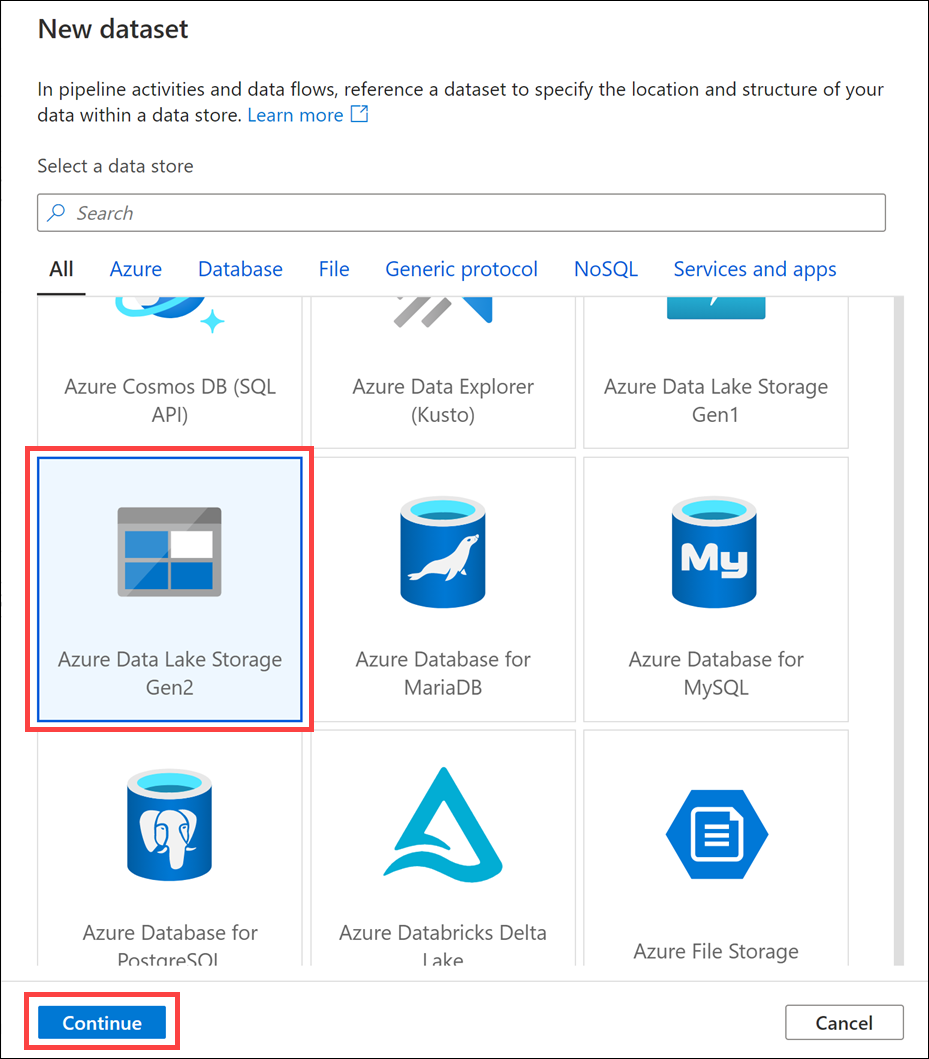 New dataset
In pipeline activities and data flows, reference a dataset to specify the location and structure of your
data within a data store. Learn more
Select a data store
Search
All Azure Database File Generic protocol NoSQL Services and apps
Azure Cosmos DB (SQL
API)
Azure Data Explorer
(Kusto)
Azure Data Lake Storage
Gen1
Azure Data Lake Storage
Gen2
Azure Database for
MariaDB
My
Azure Database for
MySQL
Azure Database for
PostgreSQL
Azure Databricks Delta
Lake
Azure File Storage
Continue
Cancel